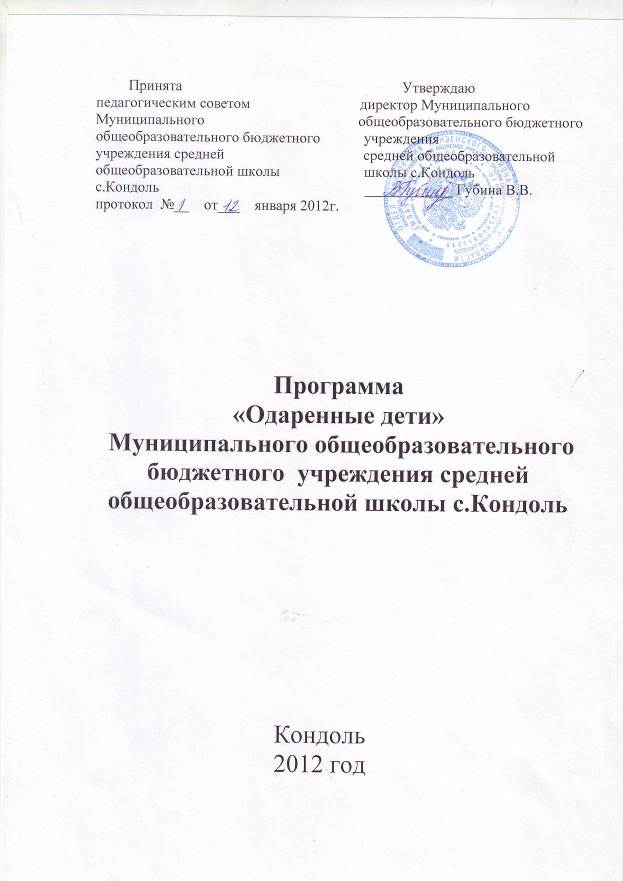 Принята
педагогическим советом
Муниципального
общеобразовательного бюджетного
учреждения средней
общеобразовательной школы
с.Кондоль
протокол №1 от 12 января 2012г.
Утверждаю
директор Муниципального
общеобразовательного бюджетного
учреждения
средней общеобразовательной
школы с.Кондоль
Губина В.В.
Программа
«Одаренные дети»
Муниципального общеобразовательного
бюджетного учреждения средней
общеобразовательной школы с.Кондоль
Кондоль
2012 год